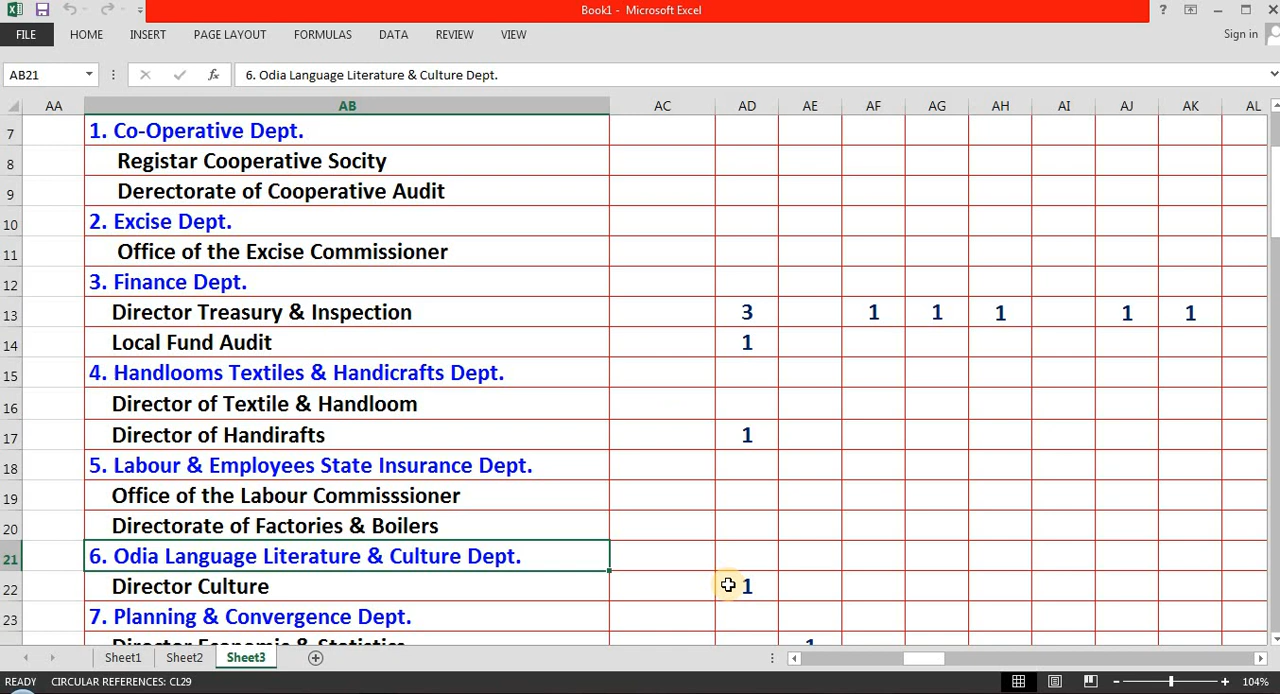 Book1 - Microsoft Excel
?
FILE HOME INSERT PAGE LAYOUT FORMULAS DATA REVIEW VIEW Sign in
AB21 fx 6. Odia Language Literature & Culture Dept.
AA AB AC AD AE AF AG AH AI AJ AK AL
7 1. Co-Operative Dept.
8 Registar Cooperative Socity
9 Derectorate of Cooperative Audit
10 2. Excise Dept.
11 Office of the Excise Commissioner
12 3. Finance Dept.
13 Director Treasury & Inspection 3 1 1 1 1 1
14 Local Fund Audit 1
15 4. Handlooms Textiles & Handicrafts Dept.
16 Director of Textile & Handloom
17 Director of Handirafts 1
18 5. Labour & Employees State Insurance Dept.
19 Office of the Labour Commisssioner
20 Directorate of Factories & Boilers
21 6. Odia Language Literature & Culture Dept.
22 Director Culture 1
23 7. Planning & Convergence Dept.
Director Economic & Statistics 1
Sheet1 Sheet2 Sheet3
READY CIRCULAR REFERENCES: CL29 104%